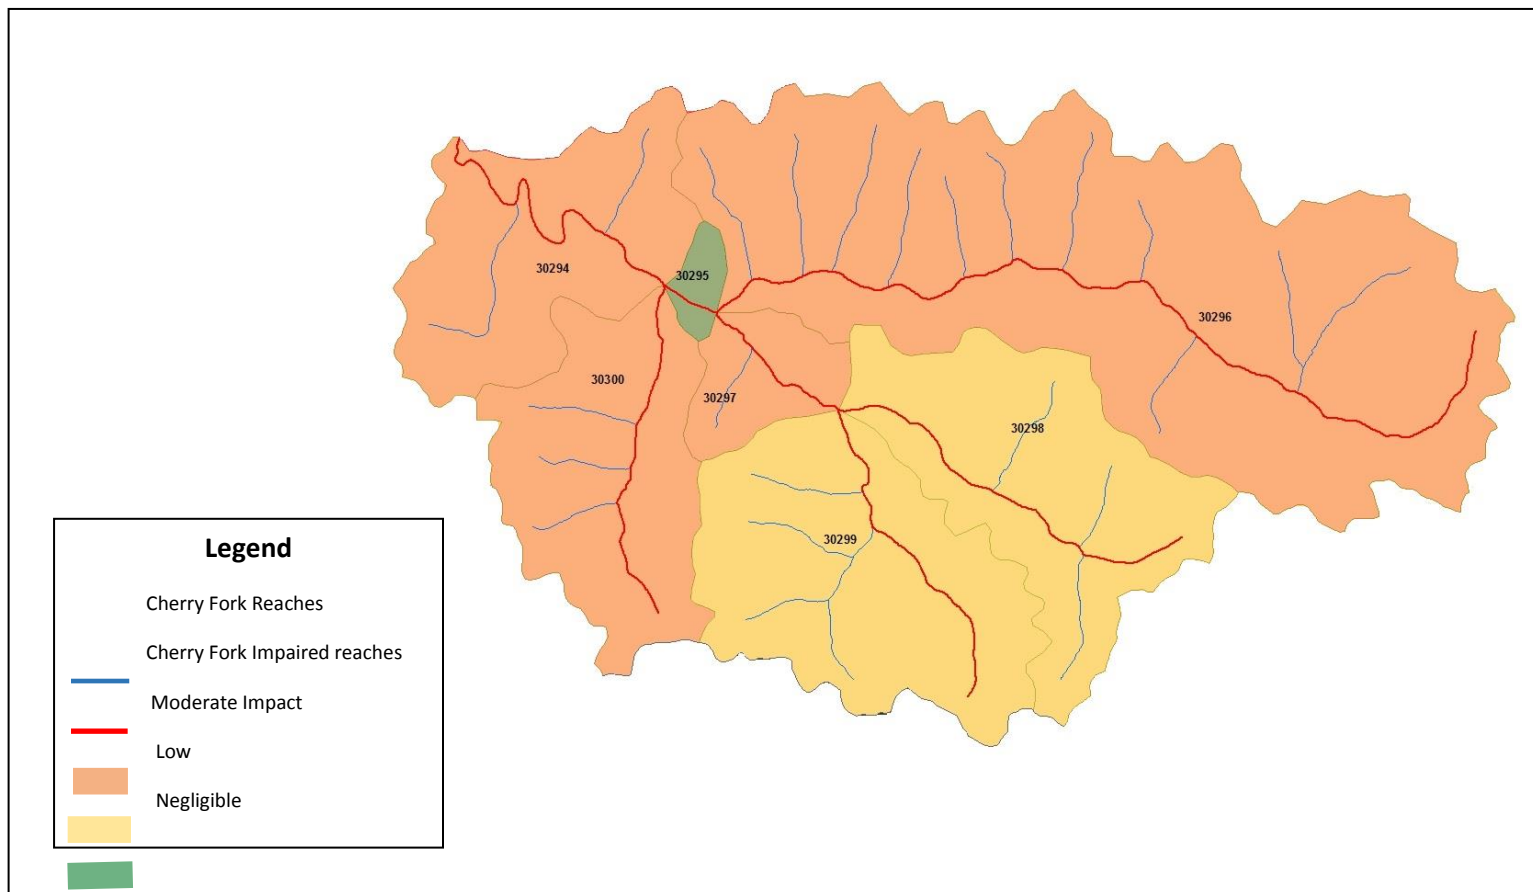 30295
30294
30296
30300
30297
30298
30299
Legend
Cherry Fork Reaches
Cherry Fork Impaired reaches
Moderate Impact
Low
Negligible